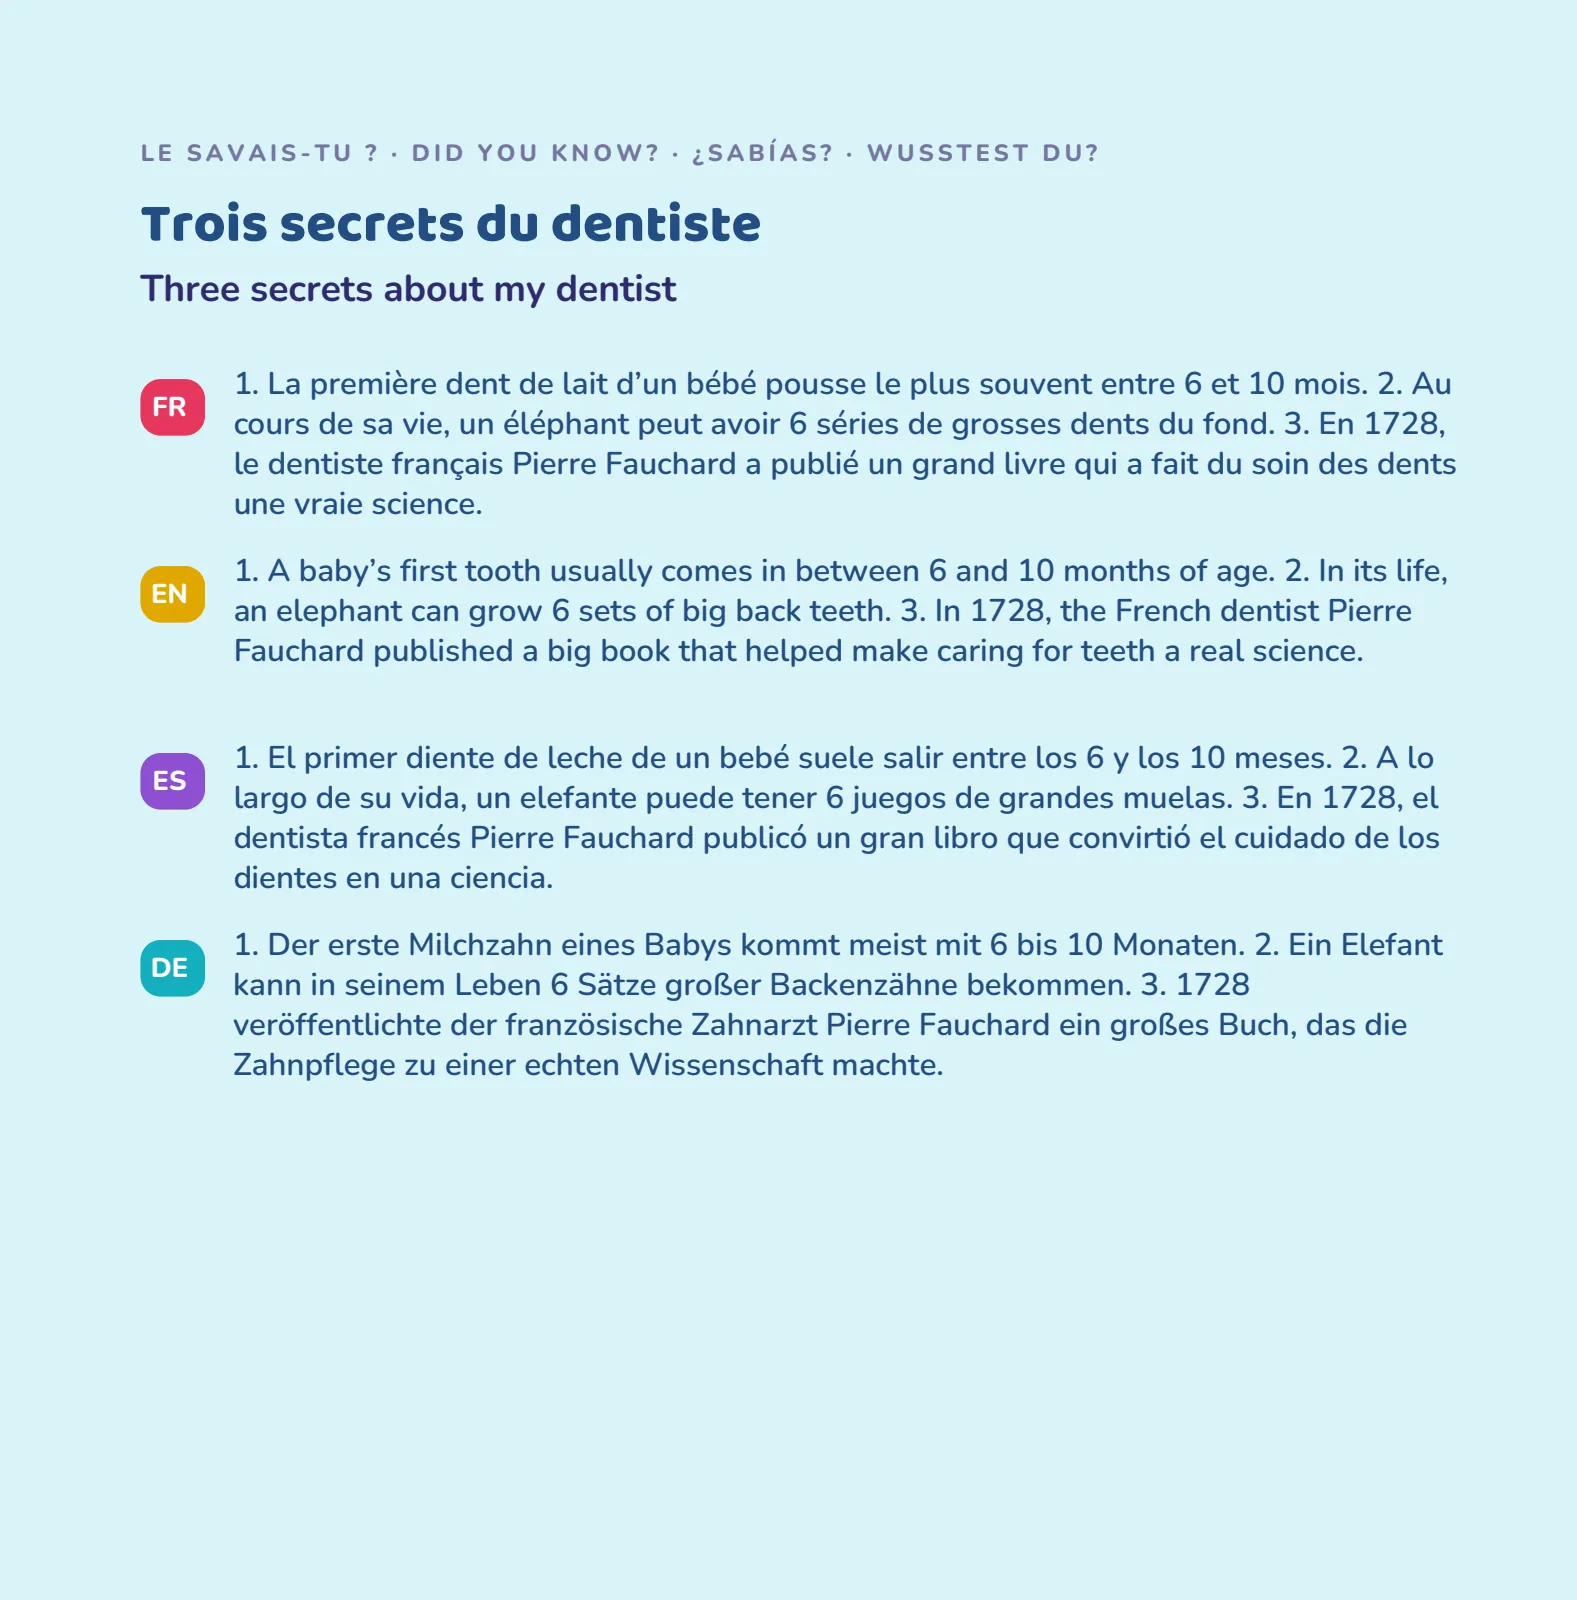 LE SAVAIS-TU ? · DID YOU KNOW? · ¿SABÍAS? · WUSSTEST DU?
Trois secrets du dentiste
Three secrets about my dentist
FR
1. La première dent de lait d’un bébé pousse le plus souvent entre 6 et 10 mois. 2. Au
cours de sa vie, un éléphant peut avoir 6 séries de grosses dents du fond. 3. En 1728,
le dentiste français Pierre Fauchard a publié un grand livre qui a fait du soin des dents
une vraie science.
EN
1. A baby’s first tooth usually comes in between 6 and 10 months of age. 2. In its life,
an elephant can grow 6 sets of big back teeth. 3. In 1728, the French dentist Pierre
Fauchard published a big book that helped make caring for teeth a real science.
ES
1. El primer diente de leche de un bebé suele salir entre los 6 y los 10 meses. 2. A lo
largo de su vida, un elefante puede tener 6 juegos de grandes muelas. 3. En 1728, el
dentista francés Pierre Fauchard publicó un gran libro que convirtió el cuidado de los
dientes en una ciencia.
DE
1. Der erste Milchzahn eines Babys kommt meist mit 6 bis 10 Monaten. 2. Ein Elefant
kann in seinem Leben 6 Sätze großer Backenzähne bekommen. 3. 1728
veröffentlichte der französische Zahnarzt Pierre Fauchard ein großes Buch, das die
Zahnpflege zu einer echten Wissenschaft machte.